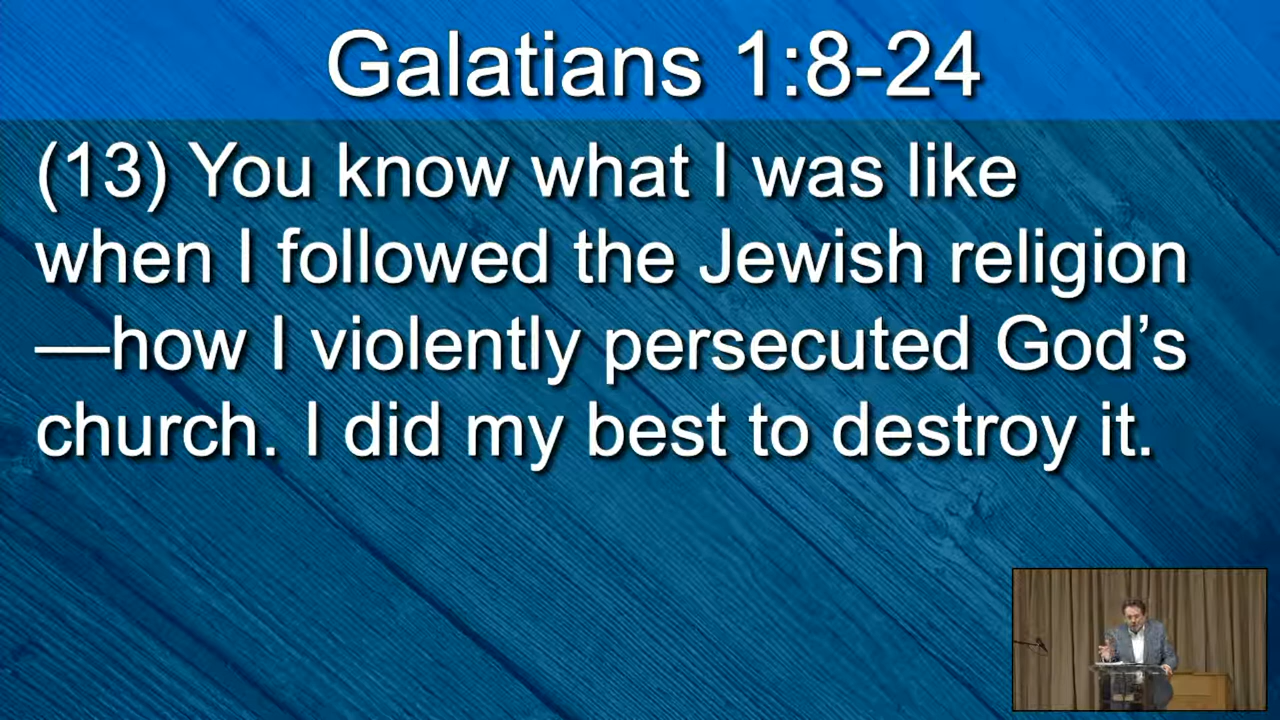 Galatians 1:8-24
(13) You know what I was like
when I followed the Jewish religion
—how I violently persecuted God’s
church. I did my best to destroy it.